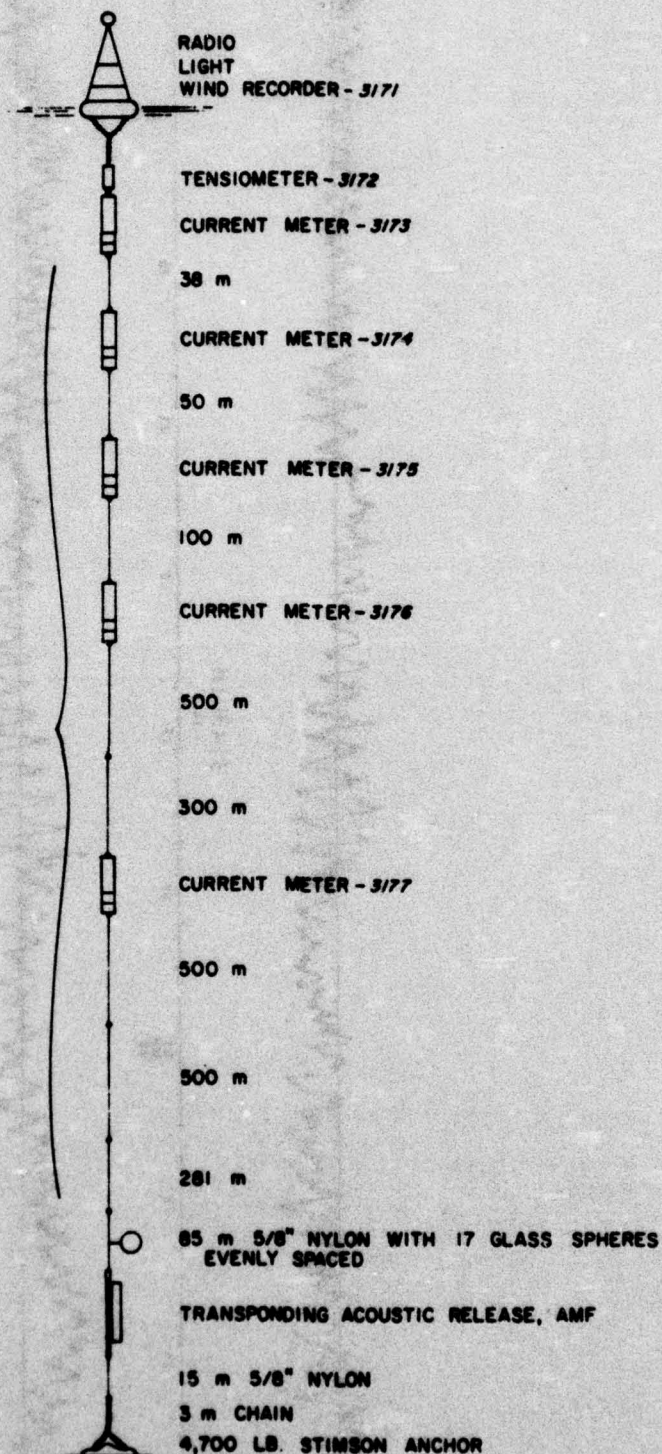 RADIO
LIGHT
WIND RECORDER - 3171
TENSIOMETER - 3172
CURRENT METER - 3173
38 m
CURRENT METER - 3174
50 m
CURRENT METER - 3175
100 m
CURRENT METER - 3176
500 m
300 m
CURRENT METER - 3177
500 m
500 m
281 m
85 m 5/8" NYLON WITH 17 GLASS SPHERES
EVENLY SPACED
TRANSPONDING ACOUSTIC RELEASE, AMF
15 m 5/8" NYLON
3 m CHAIN
4,700 LB. STIMSON ANCHOR